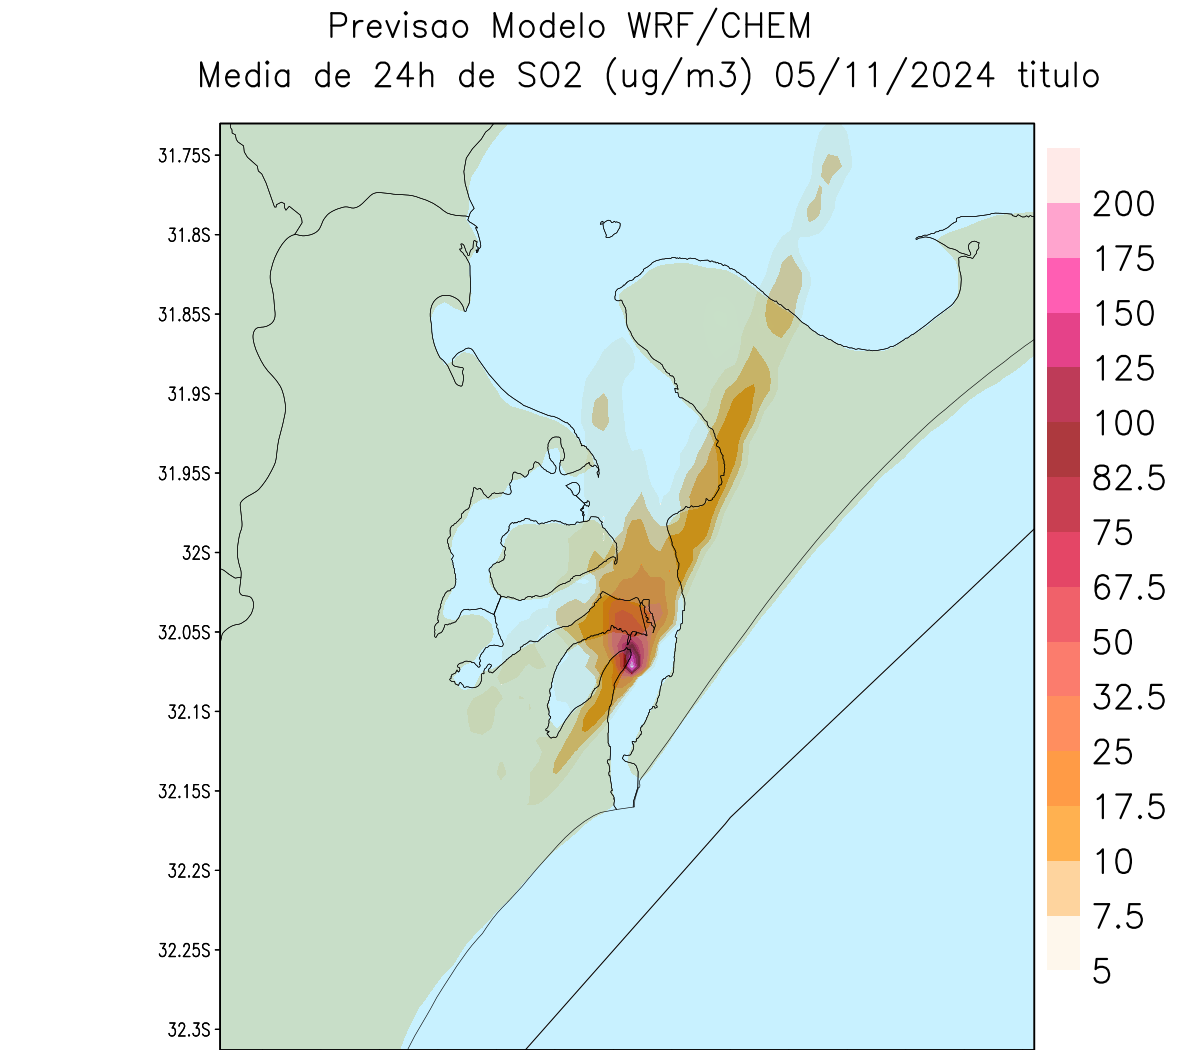 Previsao Modelo WRF/CHEM
Media de 24h de SO2 (ug/m3) 05/11/2024 titulo
31.75S
31.8S
31.85S
31.9S
31.95S
32S
32.05S
32.1S
32.15S
32.2S
32.25S
32.3S
200
175
150
125
100
82.5
75
67.5
50
32.5
25
17.5
10
7.5
5